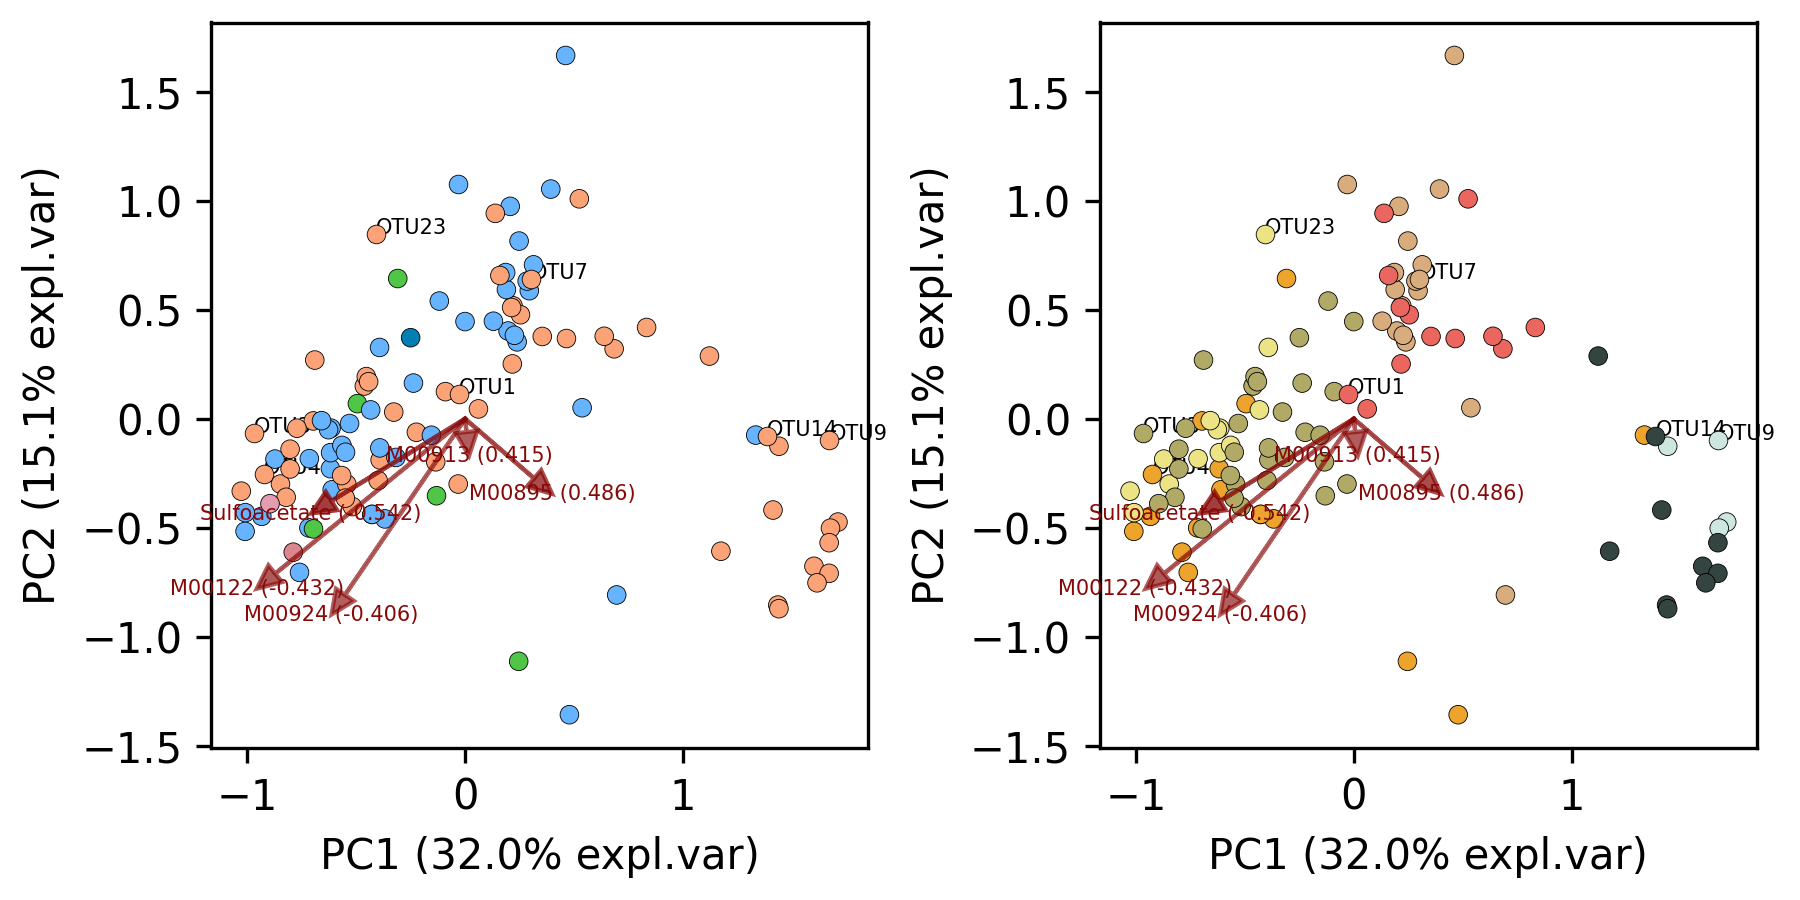 PC2 (15.1% expl.var)
1.5
1.0
0.5
0.0
−0.5
−1.0
−1.5
OTU23
OTU7
OTU1
OTU14
OTU9
M00913 (0.415)
M00895 (0.486)
Sulfoacetate (-0.542)
M00122 (-0.432)
M00924 (-0.406)
−1
0
1
PC1 (32.0% expl.var)
PC2 (15.1% expl.var)
1.5
1.0
0.5
0.0
−0.5
−1.0
−1.5
OTU23
OTU7
OTU1
OTU14
OTU9
M00913 (0.415)
M00895 (0.486)
Sulfoacetate (-0.542)
M00122 (-0.432)
M00924 (-0.406)
−1
0
1
PC1 (32.0% expl.var)